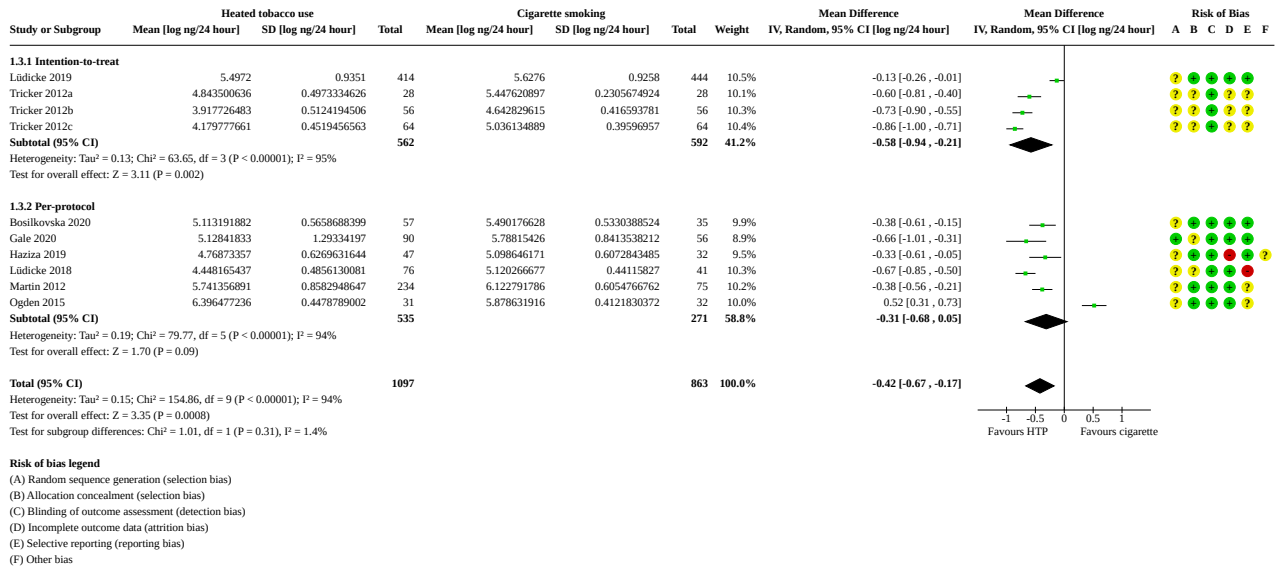 Heated tobacco use Cigarette smoking Mean Difference Mean Difference Risk of Bias
Study or Subgroup Mean [log ng/24 hour] SD [log ng/24 hour] Total Mean [log ng/24 hour] SD [log ng/24 hour] Total Weight IV, Random, 95% CI [log ng/24 hour] IV, Random, 95% CI [log ng/24 hour] A B C D E F
1.3.1 Intention-to-treat
Lüdicke 2019 5.4972 0.9351 414 5.6276 0.9258 444 10.5% -0.13 [-0.26 , -0.01] ? + + + +
Tricker 2012a 4.843500636 0.4973334626 28 5.447620897 0.2305674924 28 10.1% -0.60 [-0.81 , -0.40] ? ? + ? ?
Tricker 2012b 3.917726483 0.5124194506 56 4.642829615 0.416593781 56 10.3% -0.73 [-0.90 , -0.55] ? ? + ? ?
Tricker 2012c 4.179777661 0.4519456563 64 5.036134889 0.39596957 64 10.4% -0.86 [-1.00 , -0.71] ? ? + ? ?
Subtotal (95% CI) 562 592 41.2% -0.58 [-0.94 , -0.21]
Heterogeneity: Tau² = 0.13; Chi² = 63.65, df = 3 (P < 0.00001); I² = 95%
Test for overall effect: Z = 3.11 (P = 0.002)
1.3.2 Per-protocol
Bosilkovska 2020 5.113191882 0.5658688399 57 5.490176628 0.5330388524 35 9.9% -0.38 [-0.61 , -0.15] ? + + + +
Gale 2020 5.12841833 1.29334197 90 5.78815426 0.8413538212 56 8.9% -0.66 [-1.01 , -0.31] + ? + + +
Haziza 2019 4.76873357 0.6269631644 47 5.098646171 0.6072843485 32 9.7% -0.33 [-0.61 , -0.05] ? + + - + ?
Lüdicke 2018 4.448165437 0.4856130081 76 5.120266677 0.44115827 41 10.3% -0.67 [-0.85 , -0.50] ? ? + + -
Martin 2012 5.741356891 0.8582948647 234 6.122791786 0.6054766762 75 10.2% -0.38 [-0.56 , -0.21] ? + + + ?
Ogden 2015 6.396477236 0.4478789002 31 5.878631916 0.4121830372 32 10.0% 0.52 [0.31 , 0.73] ? + + + ?
Subtotal (95% CI) 535 271 58.8% -0.31 [-0.68 , 0.05]
Heterogeneity: Tau² = 0.19; Chi² = 79.77, df = 5 (P < 0.00001); I² = 94%
Test for overall effect: Z = 1.70 (P = 0.09)
Total (95% CI) 1097 863 100.0% -0.42 [-0.67 , -0.17]
Heterogeneity: Tau² = 0.15; Chi² = 154.86, df = 9 (P < 0.00001); I² = 94%
Test for overall effect: Z = 3.35 (P = 0.0008) -1 -0.5 0 0.5 1
Test for subgroup differences: Chi² = 1.01, df = 1 (P = 0.31), I² = 1.4% Favours HTP Favours cigarette
Risk of bias legend
(A) Random sequence generation (selection bias)
(B) Allocation concealment (selection bias)
(C) Blinding of outcome assessment (detection bias)
(D) Incomplete outcome data (attrition bias)
(E) Selective reporting (reporting bias)
(F) Other bias